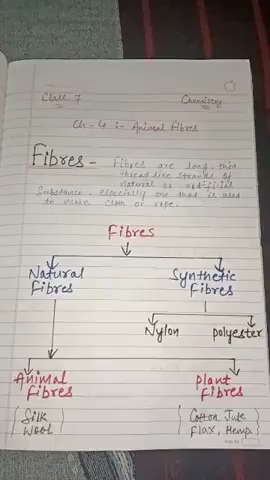 Class 7
Chemistry
Ch - 4 :- Animal Fibres
Fibres - Fibres are long, thin
thread like strands of
natural or artificial
substance, especially one that is used
to make cloth or rope.
Fibres
Natural Fibres
Synthetic Fibres
Nylon
polyester
Animal Fibres
Plant Fibres
(Silk
Wool)
(Cotton, Jute
Flax, Hemp)